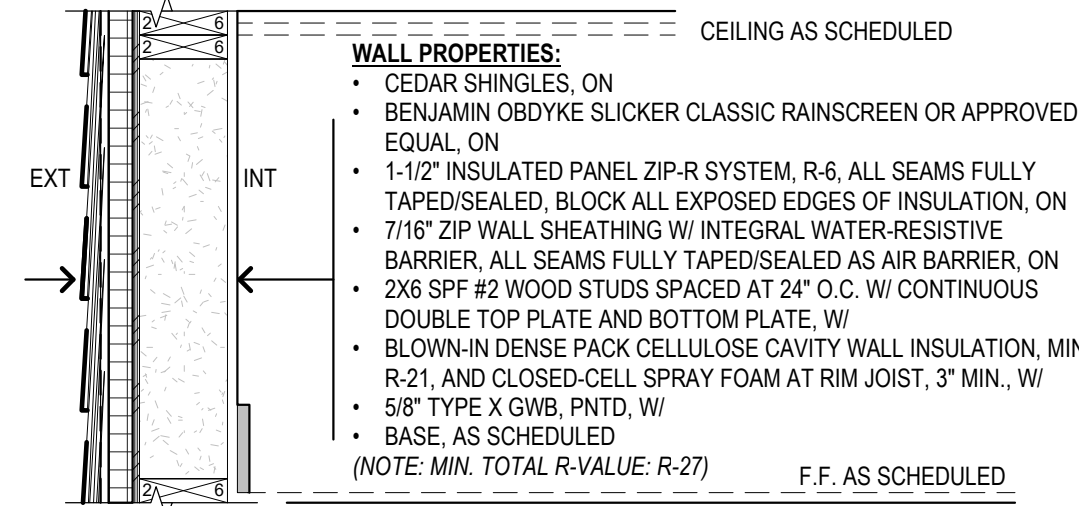 2 6
2 6
CEILING AS SCHEDULED
WALL PROPERTIES:
• CEDAR SHINGLES, ON
• BENJAMIN OBDYKE SLICKER CLASSIC RAINSCREEN OR APPROVED
EQUAL, ON
• 1-1/2" INSULATED PANEL ZIP-R SYSTEM, R-6, ALL SEAMS FULLY
TAPED/SEALED, BLOCK ALL EXPOSED EDGES OF INSULATION, ON
• 7/16" ZIP WALL SHEATHING W/ INTEGRAL WATER-RESISTIVE
BARRIER, ALL SEAMS FULLY TAPED/SEALED AS AIR BARRIER, ON
• 2X6 SPF #2 WOOD STUDS SPACED AT 24" O.C. W/ CONTINUOUS
DOUBLE TOP PLATE AND BOTTOM PLATE, W/
• BLOWN-IN DENSE PACK CELLULOSE CAVITY WALL INSULATION, MIN
R-21, AND CLOSED-CELL SPRAY FOAM AT RIM JOIST, 3" MIN., W/
• 5/8" TYPE X GWB, PNTD, W/
• BASE, AS SCHEDULED
(NOTE: MIN. TOTAL R-VALUE: R-27)
EXT
INT
F.F. AS SCHEDULED
2 6